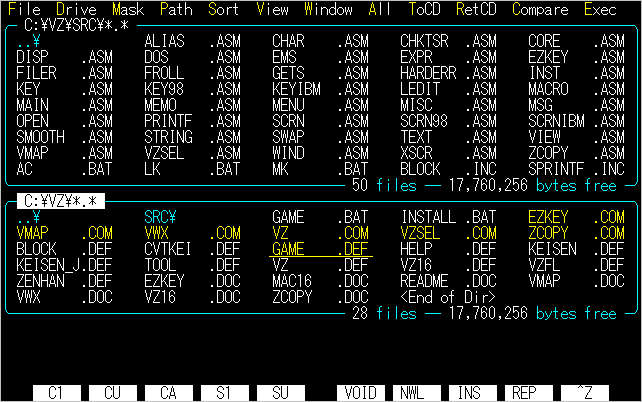 File Drive Mask Path Sort View Window All ToCD RetCD Compare Exec
C:¥VZ¥SRC¥*.*
..¥ ALIAS .ASM CHAR .ASM CHKTSR .ASM CORE .ASM
DISP .ASM DOS .ASM EMS .ASM EXPR .ASM EZKEY .ASM
FILER .ASM FROLL .ASM GETS .ASM HARDERR.ASM INST .ASM
KEY .ASM KEY98 .ASM KEYIBM .ASM LEDIT .ASM MACRO .ASM
MAIN .ASM MEMO .ASM MENU .ASM MISC .ASM MSG .ASM
OPEN .ASM PRINTF .ASM SCRN .ASM SCRN98 .ASM SCRNIBM .ASM
SMOOTH .ASM STRING .ASM SWAP .ASM TEXT .ASM VIEW .ASM
VMAP .ASM VZSEL .ASM WIND .ASM XSCR .ASM ZCOPY .ASM
AC .BAT LK .BAT MK .BAT BLOCK .INC SPRINTF .INC
50 files — 17,760,256 bytes free
C:¥VZ¥*.*
..¥ SRC¥ GAME .BAT INSTALL .BAT EZKEY .COM
VMAP .COM VWX .COM VZ .COM VZSEL .COM ZCOPY .COM
BLOCK .DEF CVTKEI .DEF GAME .DEF HELP .DEF KEISEN .DEF
KEISEN_J.DEF TOOL .DEF VZ .DEF VZ16 .DEF VZFL .DEF
ZENHAN .DEF EZKEY .DOC MAC16 .DOC README .DOC VMAP .DOC
VWX .DOC VZ16 .DOC ZCOPY .DOC <End of Dir>
28 files — 17,760,256 bytes free
C1 CU CA S1 SU VOID NWL INS REP ^Z